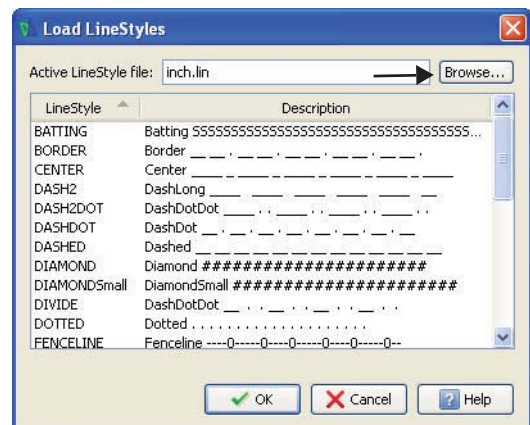 Load LineStyles
Active LineStyle file: inch.lin Browse...
LineStyle Description
BATTING Batting SSSSSSSSSSSSSSSSSSSSSSSSSSSSSSSSSSSSS...
BORDER Border __ __ . __ __ . __ __ . __ __ . __ __ .
CENTER Center ____ _ ____ _ ____ _ ____ _ ____ _ ____
DASH2 DashLong ____ ____ ____ ____ __
DASH2DOT DashDotDot ____ . . ____ . . ____ . . ____ . .
DASHDOT DashDot __ . __ . __ . __ . __ . __ . __
DASHED Dashed __ __ __ __ __ __ __ __ __ __ __
DIAMOND Diamond ######################
DIAMONDSmall DiamondSmall ######################
DIVIDE DashDotDot __ . . __ . . __ . . __ . . __ . .
DOTTED Dotted . . . . . . . . . . . . . . . . . . . .
FENCELINE Fenceline ----0-----0----0-----0----0-----0--
OK Cancel Help